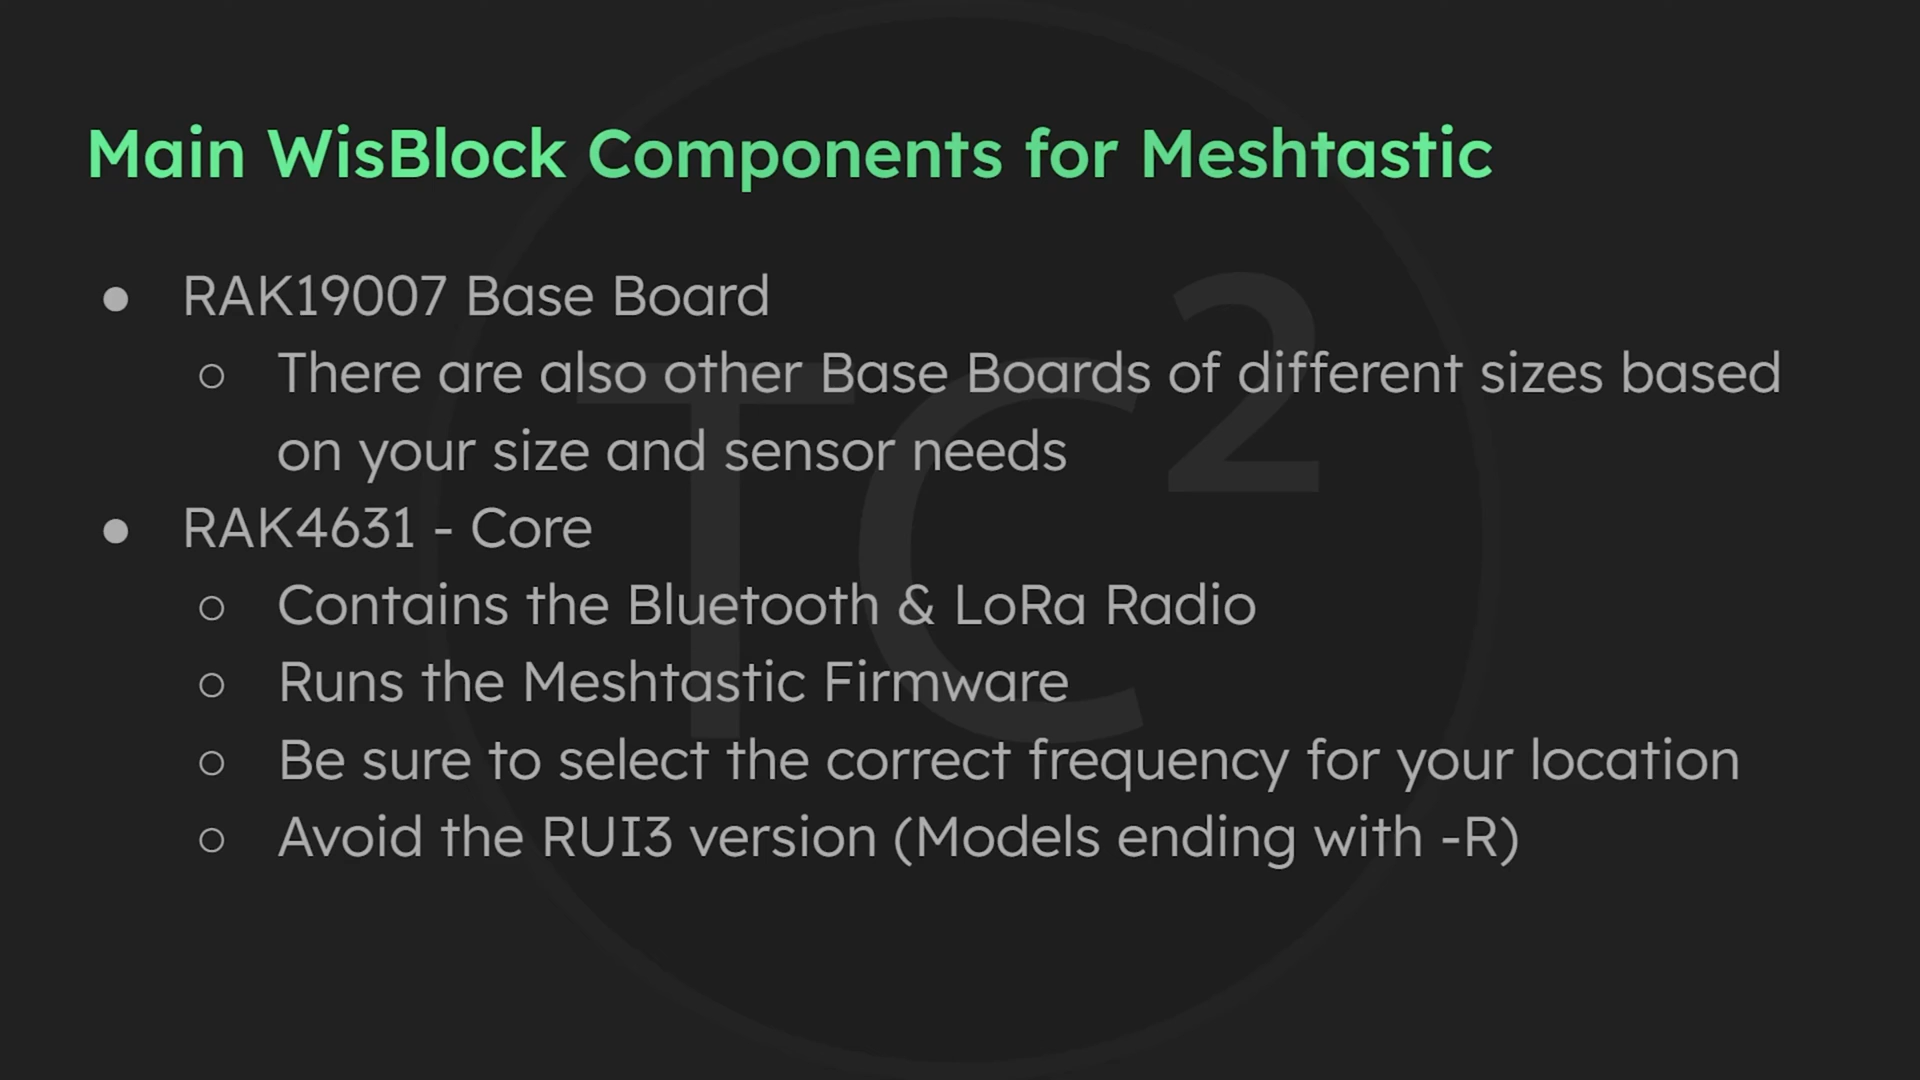 Main WisBlock Components for Meshtastic
● RAK19007 Base Board
○ There are also other Base Boards of different sizes based
on your size and sensor needs
● RAK4631 - Core
○ Contains the Bluetooth & LoRa Radio
○ Runs the Meshtastic Firmware
○ Be sure to select the correct frequency for your location
○ Avoid the RUI3 version (Models ending with -R)
TC²